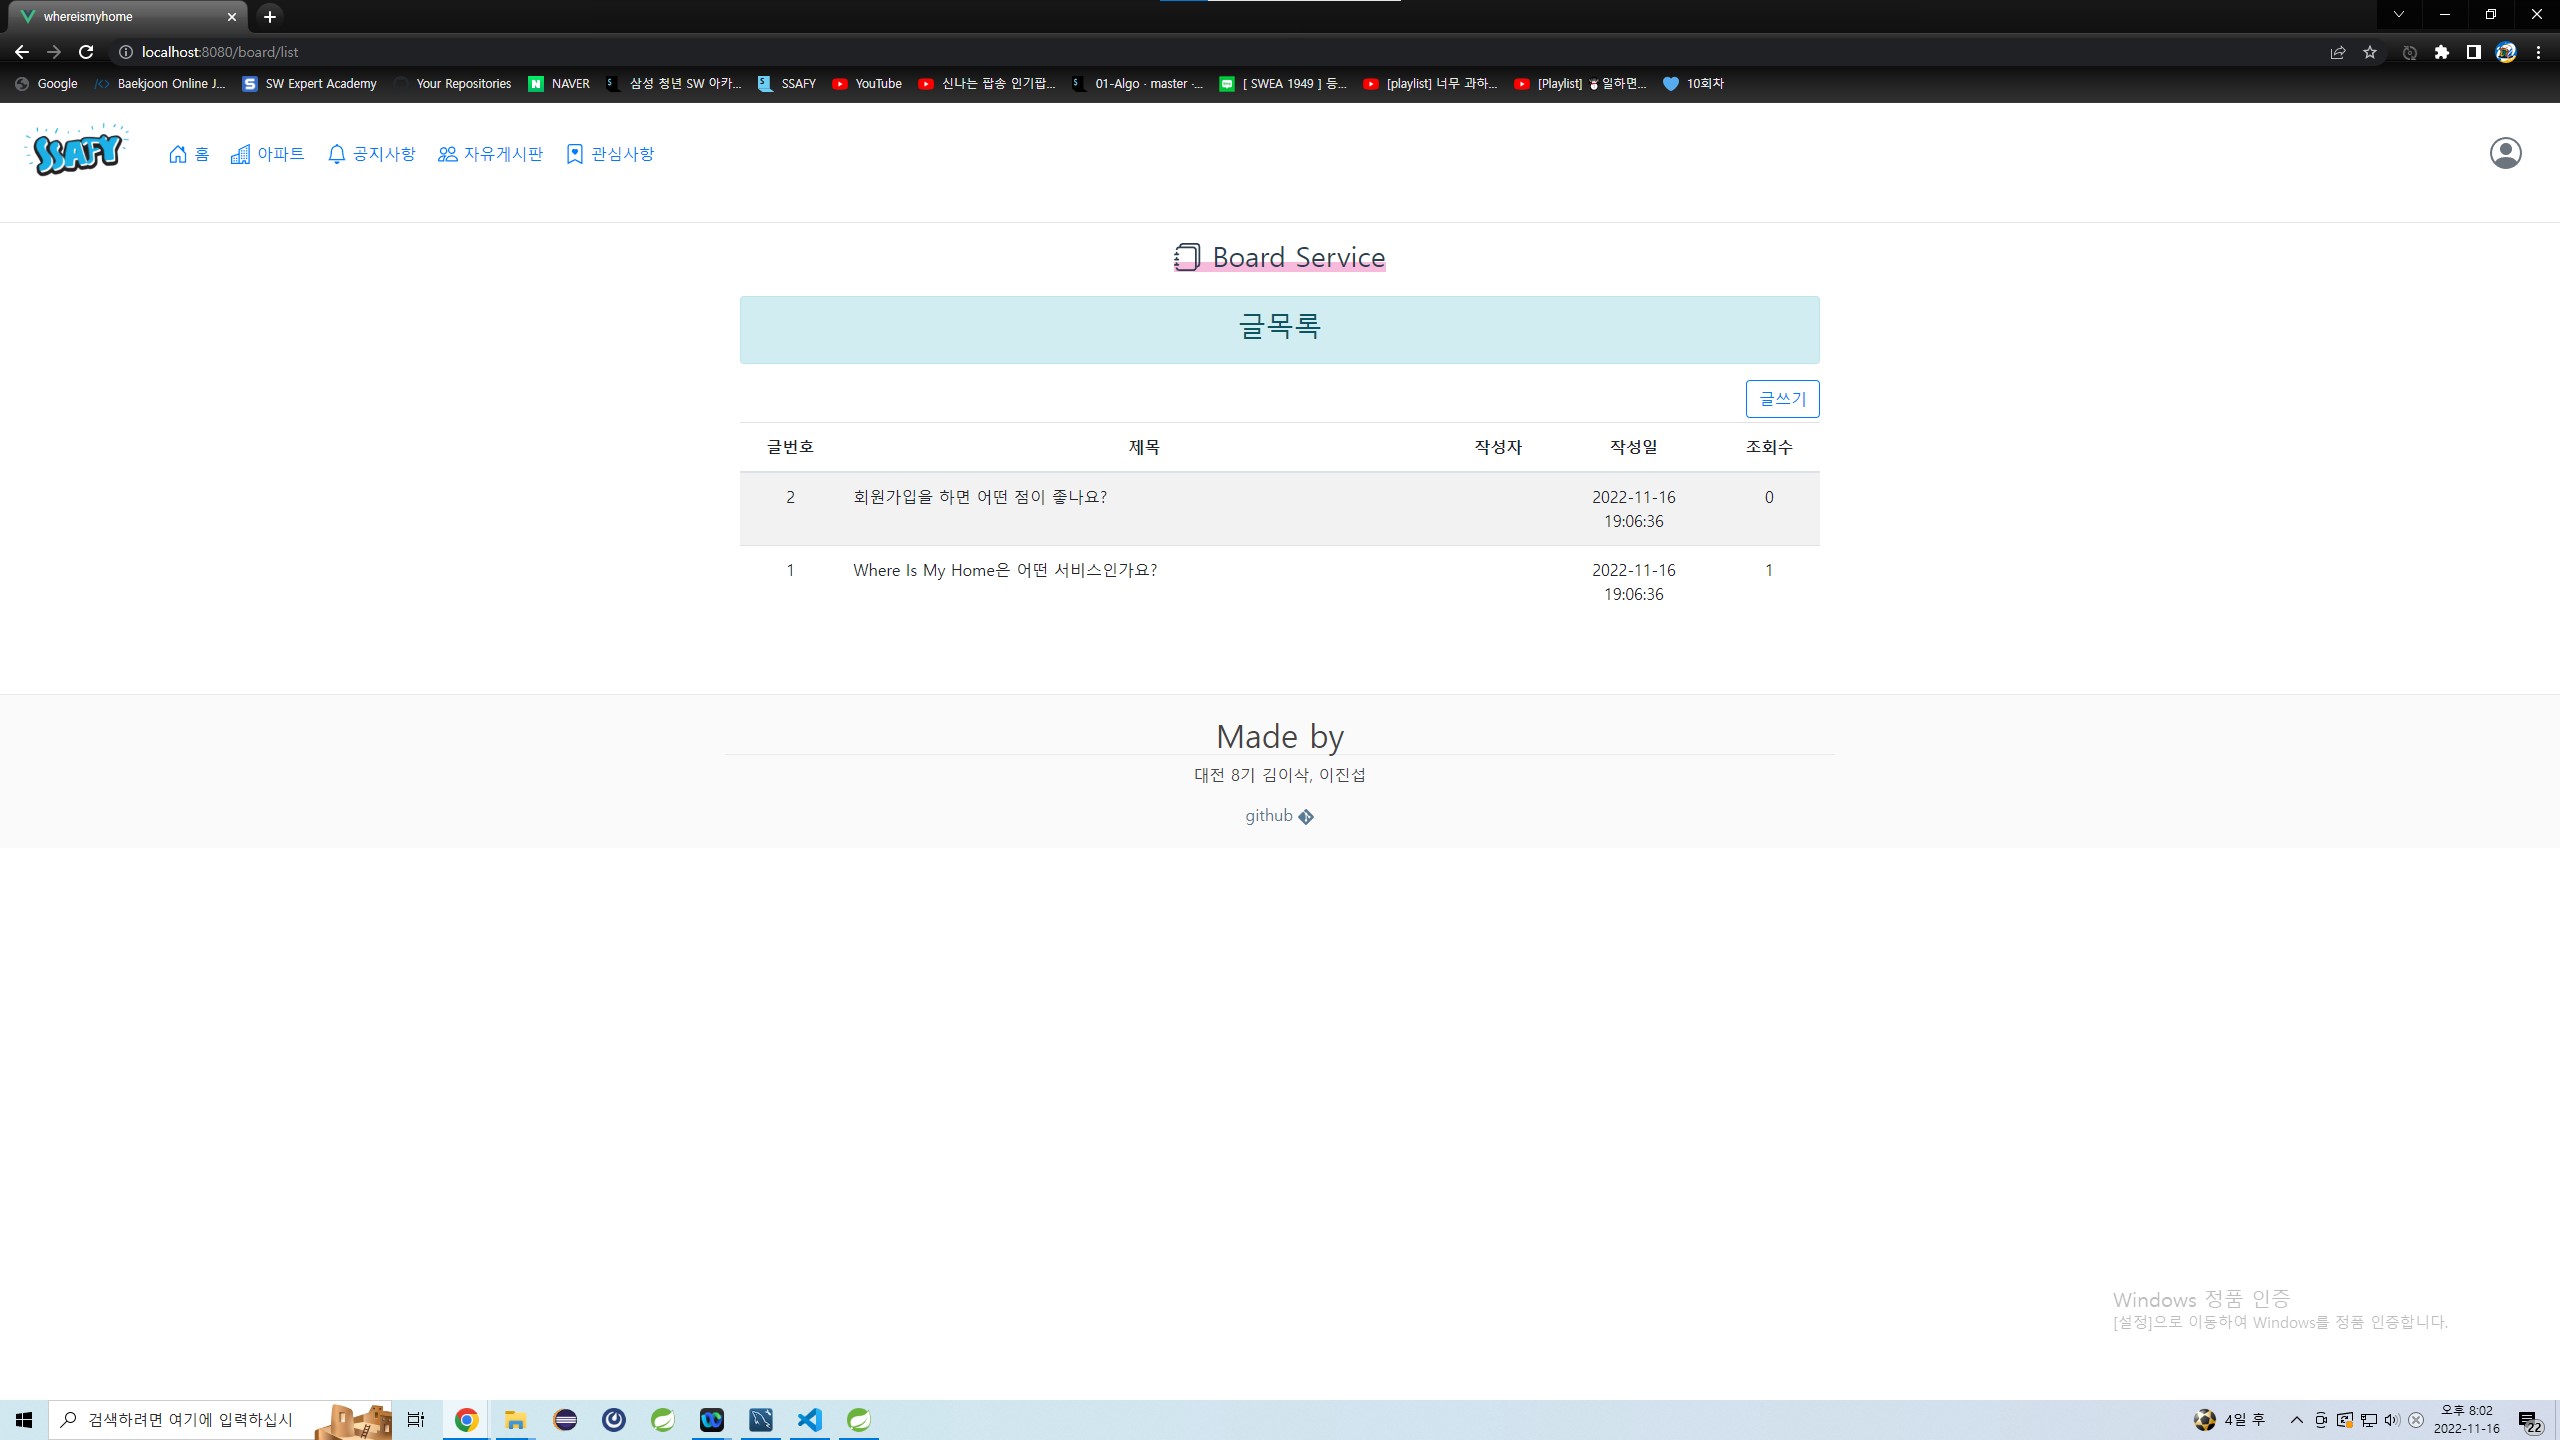 whereismyhome
localhost:8080/board/list
Google Baekjoon Online J... SW Expert Academy Your Repositories NAVER 삼성 청년 SW 아카... SSAFY YouTube 신나는 팝송 인기팝... 01-Algo · master ·... [ SWEA 1949 ] 등... [playlist] 너무 과하... [Playlist] ☃일하면... 10회차
SSAFY 홈 아파트 공지사항 자유게시판 관심사항
Board Service
글목록
글쓰기
글번호 제목 작성자 작성일 조회수
2 회원가입을 하면 어떤 점이 좋나요? 2022-11-16 0
19:06:36
1 Where Is My Home은 어떤 서비스인가요? 2022-11-16 1
19:06:36
Made by
대전 8기 김이삭, 이진섭
github
Windows 정품 인증
[설정]으로 이동하여 Windows를 정품 인증합니다.
검색하려면 여기에 입력하십시 4일 후 오후 8:02
2022-11-16 22